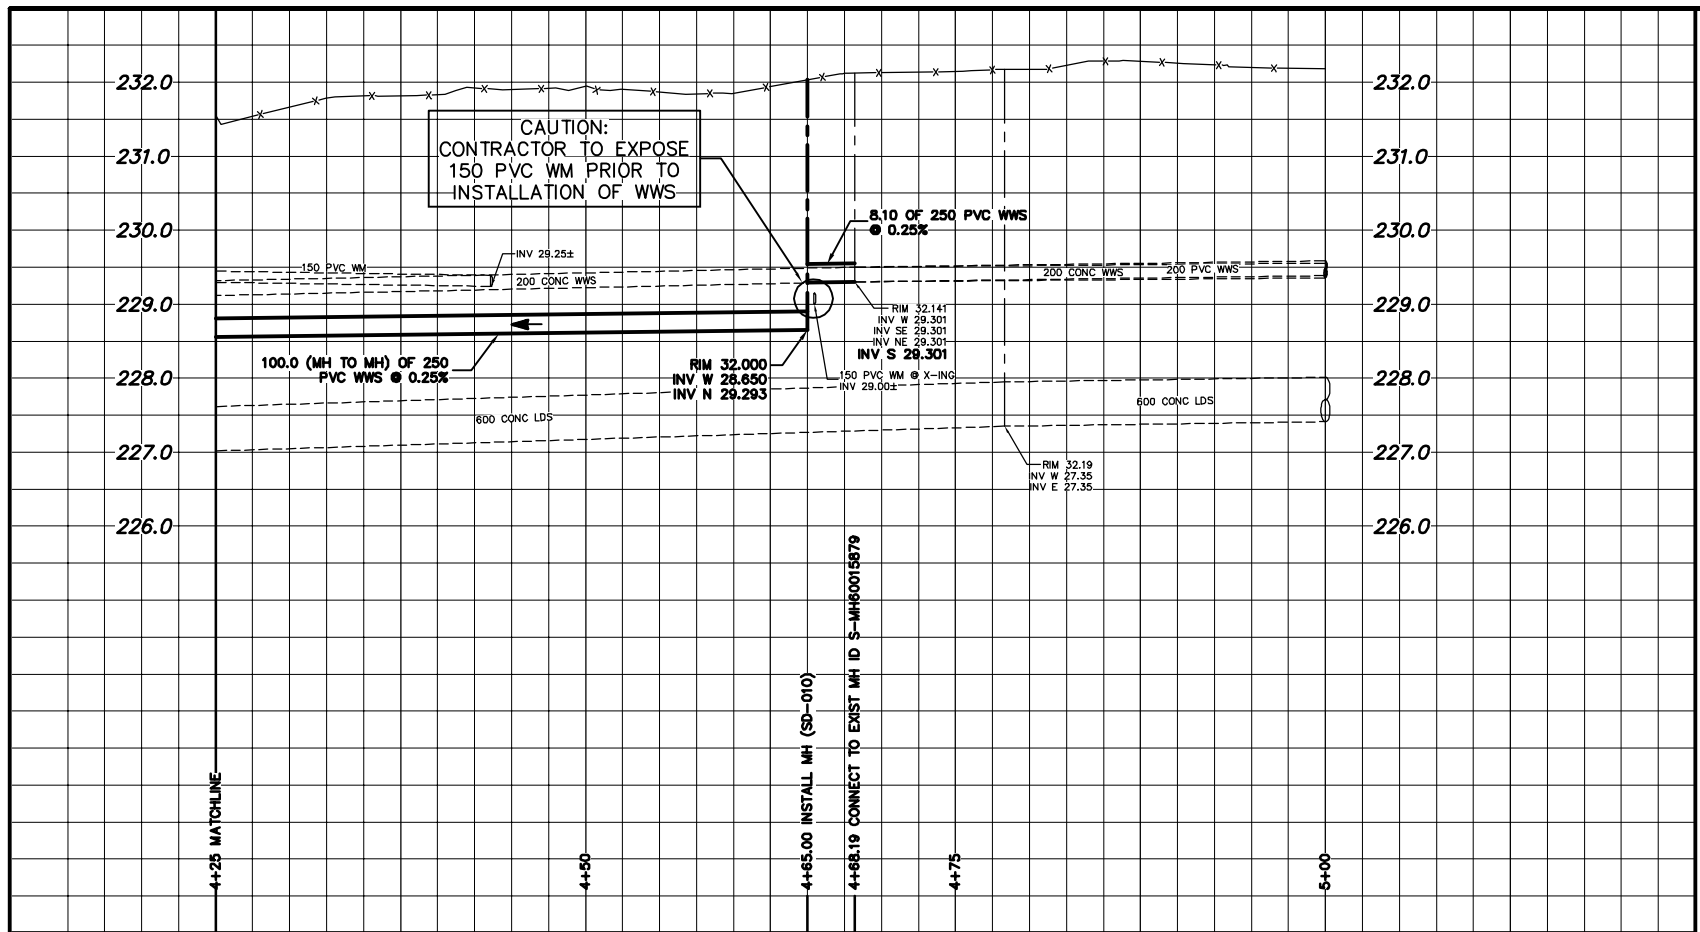 232.0
232.0
CAUTION:
CONTRACTOR TO EXPOSE
150 PVC WM PRIOR TO
INSTALLATION OF WWS
231.0
231.0
8.10 OF 250 PVC WWS
@ 0.25%
230.0
230.0
INV 29.25±
150 PVC WM
200 CONC WWS
200 CONC WWS
200 PVC WWS
229.0
229.0
RIM 32.141
INV W 29.301
INV SE 29.301
INV NE 29.301
INV S 29.301
100.0 (MH TO MH) OF 250
PVC WWS @ 0.25%
RIM 32.000
INV W 28.650
INV N 29.293
150 PVC WM @ X-ING
INV 29.00±
228.0
228.0
600 CONC LDS
600 CONC LDS
227.0
227.0
RIM 32.19
INV W 27.35
INV E 27.35
226.0
226.0
4+25 MATCHLINE
4+50
4+65.00 INSTALL MH (SD-010)
4+68.19 CONNECT TO EXIST MH ID S-MH60015879
4+75
5+00